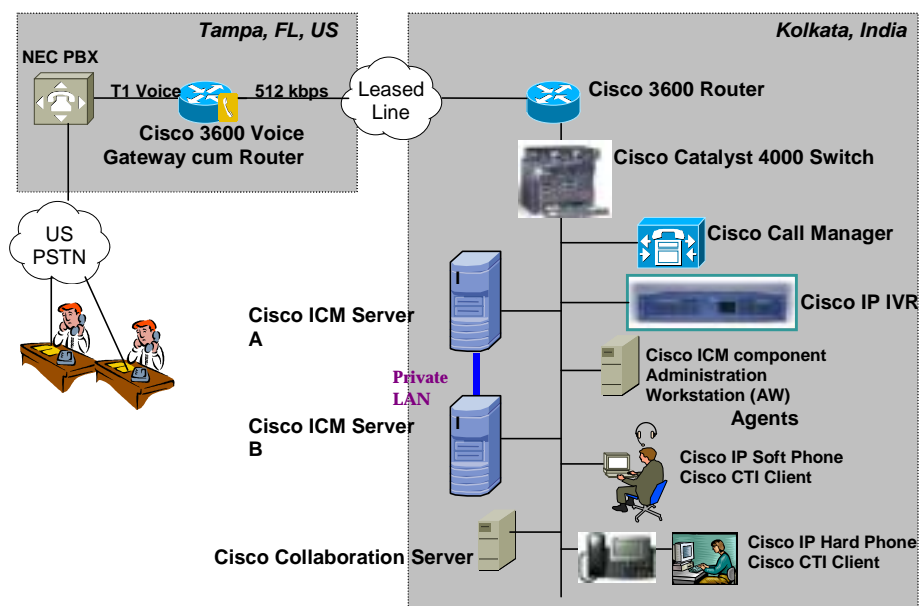 Tampa, FL, US
Kolkata, India
NEC PBX
T1 Voice
512 kbps
Leased
Line
Cisco 3600 Router
Cisco 3600 Voice
Gateway cum Router
Cisco Catalyst 4000 Switch
US
PSTN
Cisco Call Manager
Cisco IP IVR
Cisco ICM Server
A
Cisco ICM component
Administration
Workstation (AW)
Private
LAN
Agents
Cisco ICM Server
B
Cisco IP Soft Phone
Cisco CTI Client
Cisco Collaboration Server
Cisco IP Hard Phone
Cisco CTI Client